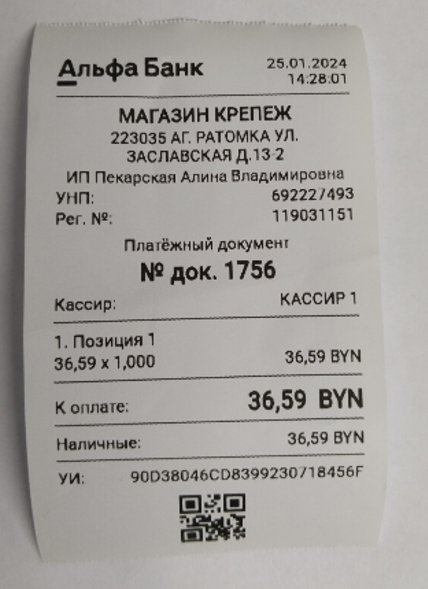 Альфа Банк
25.01.2024
14:28:01
МАГАЗИН КРЕПЕЖ
223035 АГ. РАТОМКА УЛ.
ЗАСЛАВСКАЯ Д.13-2
ИП Пекарская Алина Владимировна
УНП: 692227493
Рег. №: 119031151
Платёжный документ
№ док. 1756
Кассир: КАССИР 1
1. Позиция 1
36,59 x 1,000 36,59 BYN
К оплате: 36,59 BYN
Наличные: 36,59 BYN
УИ: 90D38046CD8399230718456F